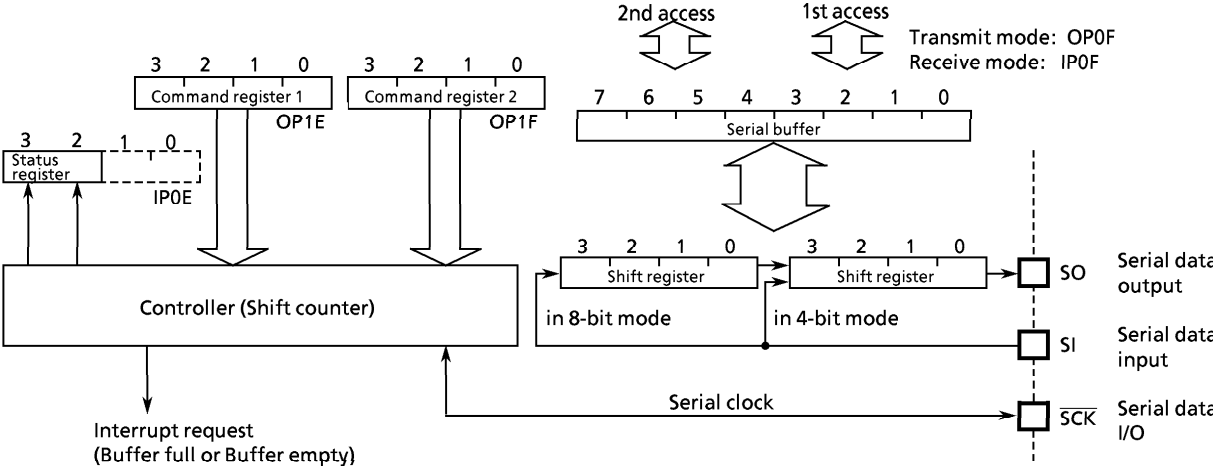 2nd access
1st access
Transmit mode: OP0F
Receive mode: IP0F
3 2 1 0
Command register 1
OP1E
3 2 1 0
Command register 2
OP1F
7 6 5 4 3 2 1 0
Serial buffer
3 2 1 0
Status
register
IP0E
3 2 1 0
Shift register
3 2 1 0
Shift register
SO
Serial data
output
Controller (Shift counter)
in 8-bit mode
in 4-bit mode
SI
Serial data
input
Serial clock
SCK
Serial data
I/O
Interrupt request
(Buffer full or Buffer empty)